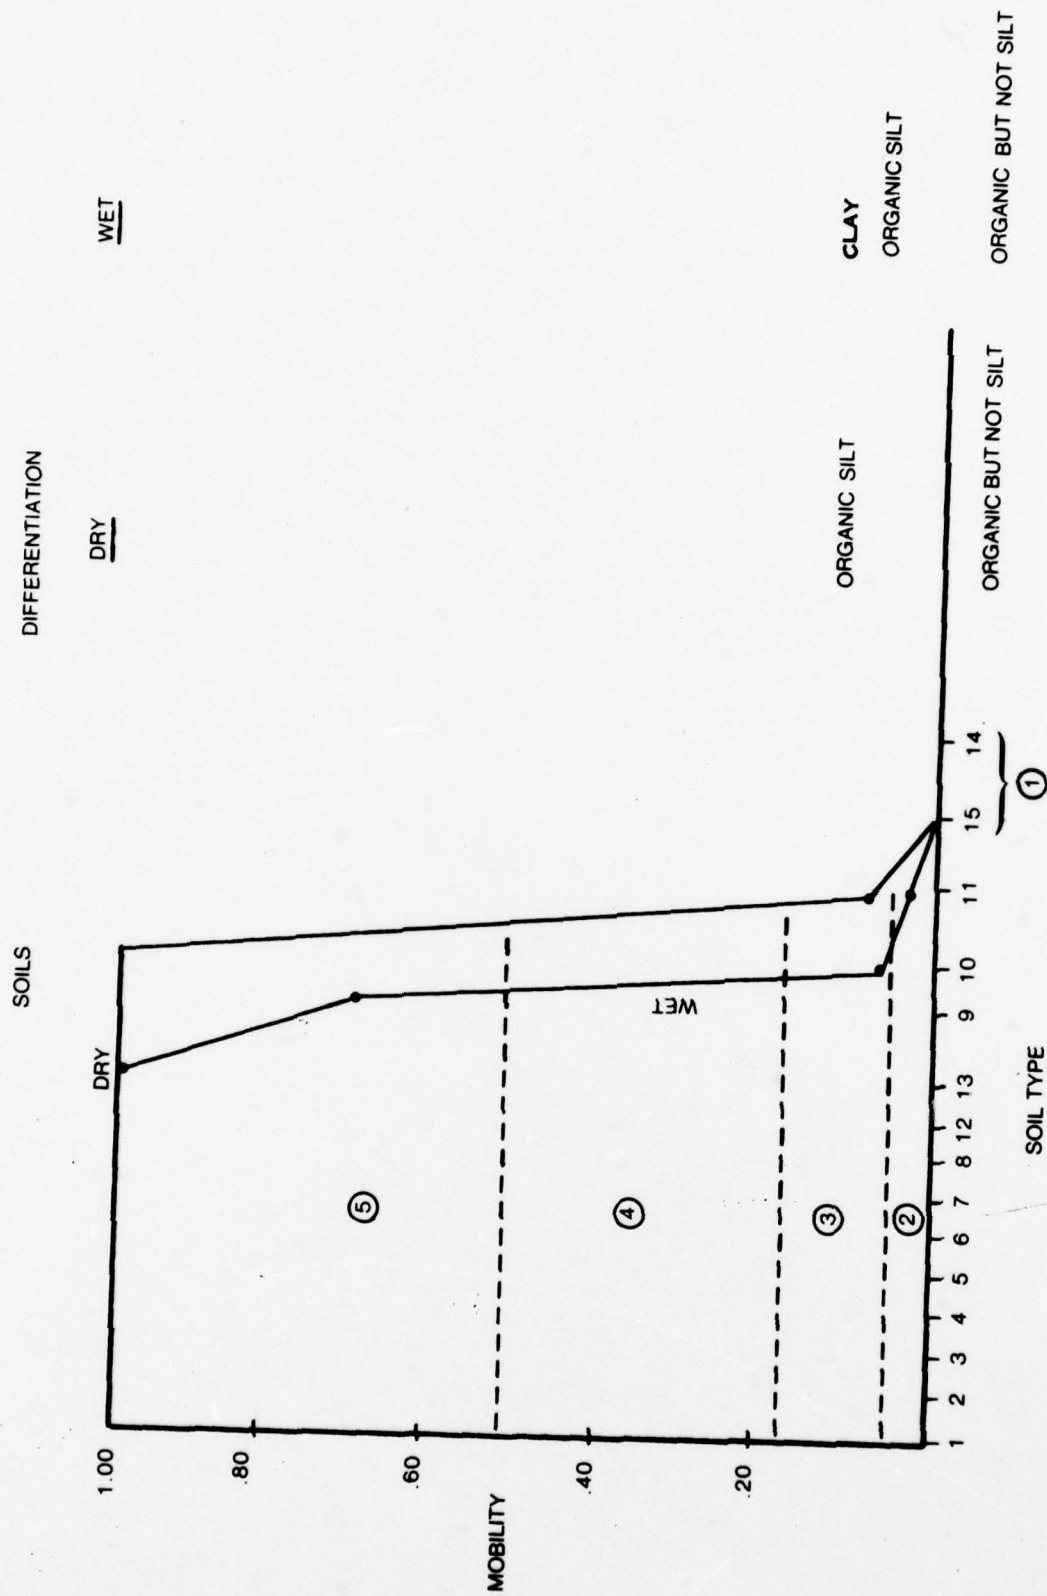 SOILS
DIFFERENTIATION
DRY
DRY
WET
1.00
.80
.60
.40
.20
MOBILITY
WET
5
4
3
2
ORGANIC SILT
CLAY
ORGANIC SILT
1 2 3 4 5 6 7 8 12 13 9 10 11 15 14
ORGANIC BUT NOT SILT
ORGANIC BUT NOT SILT
1
SOIL TYPE